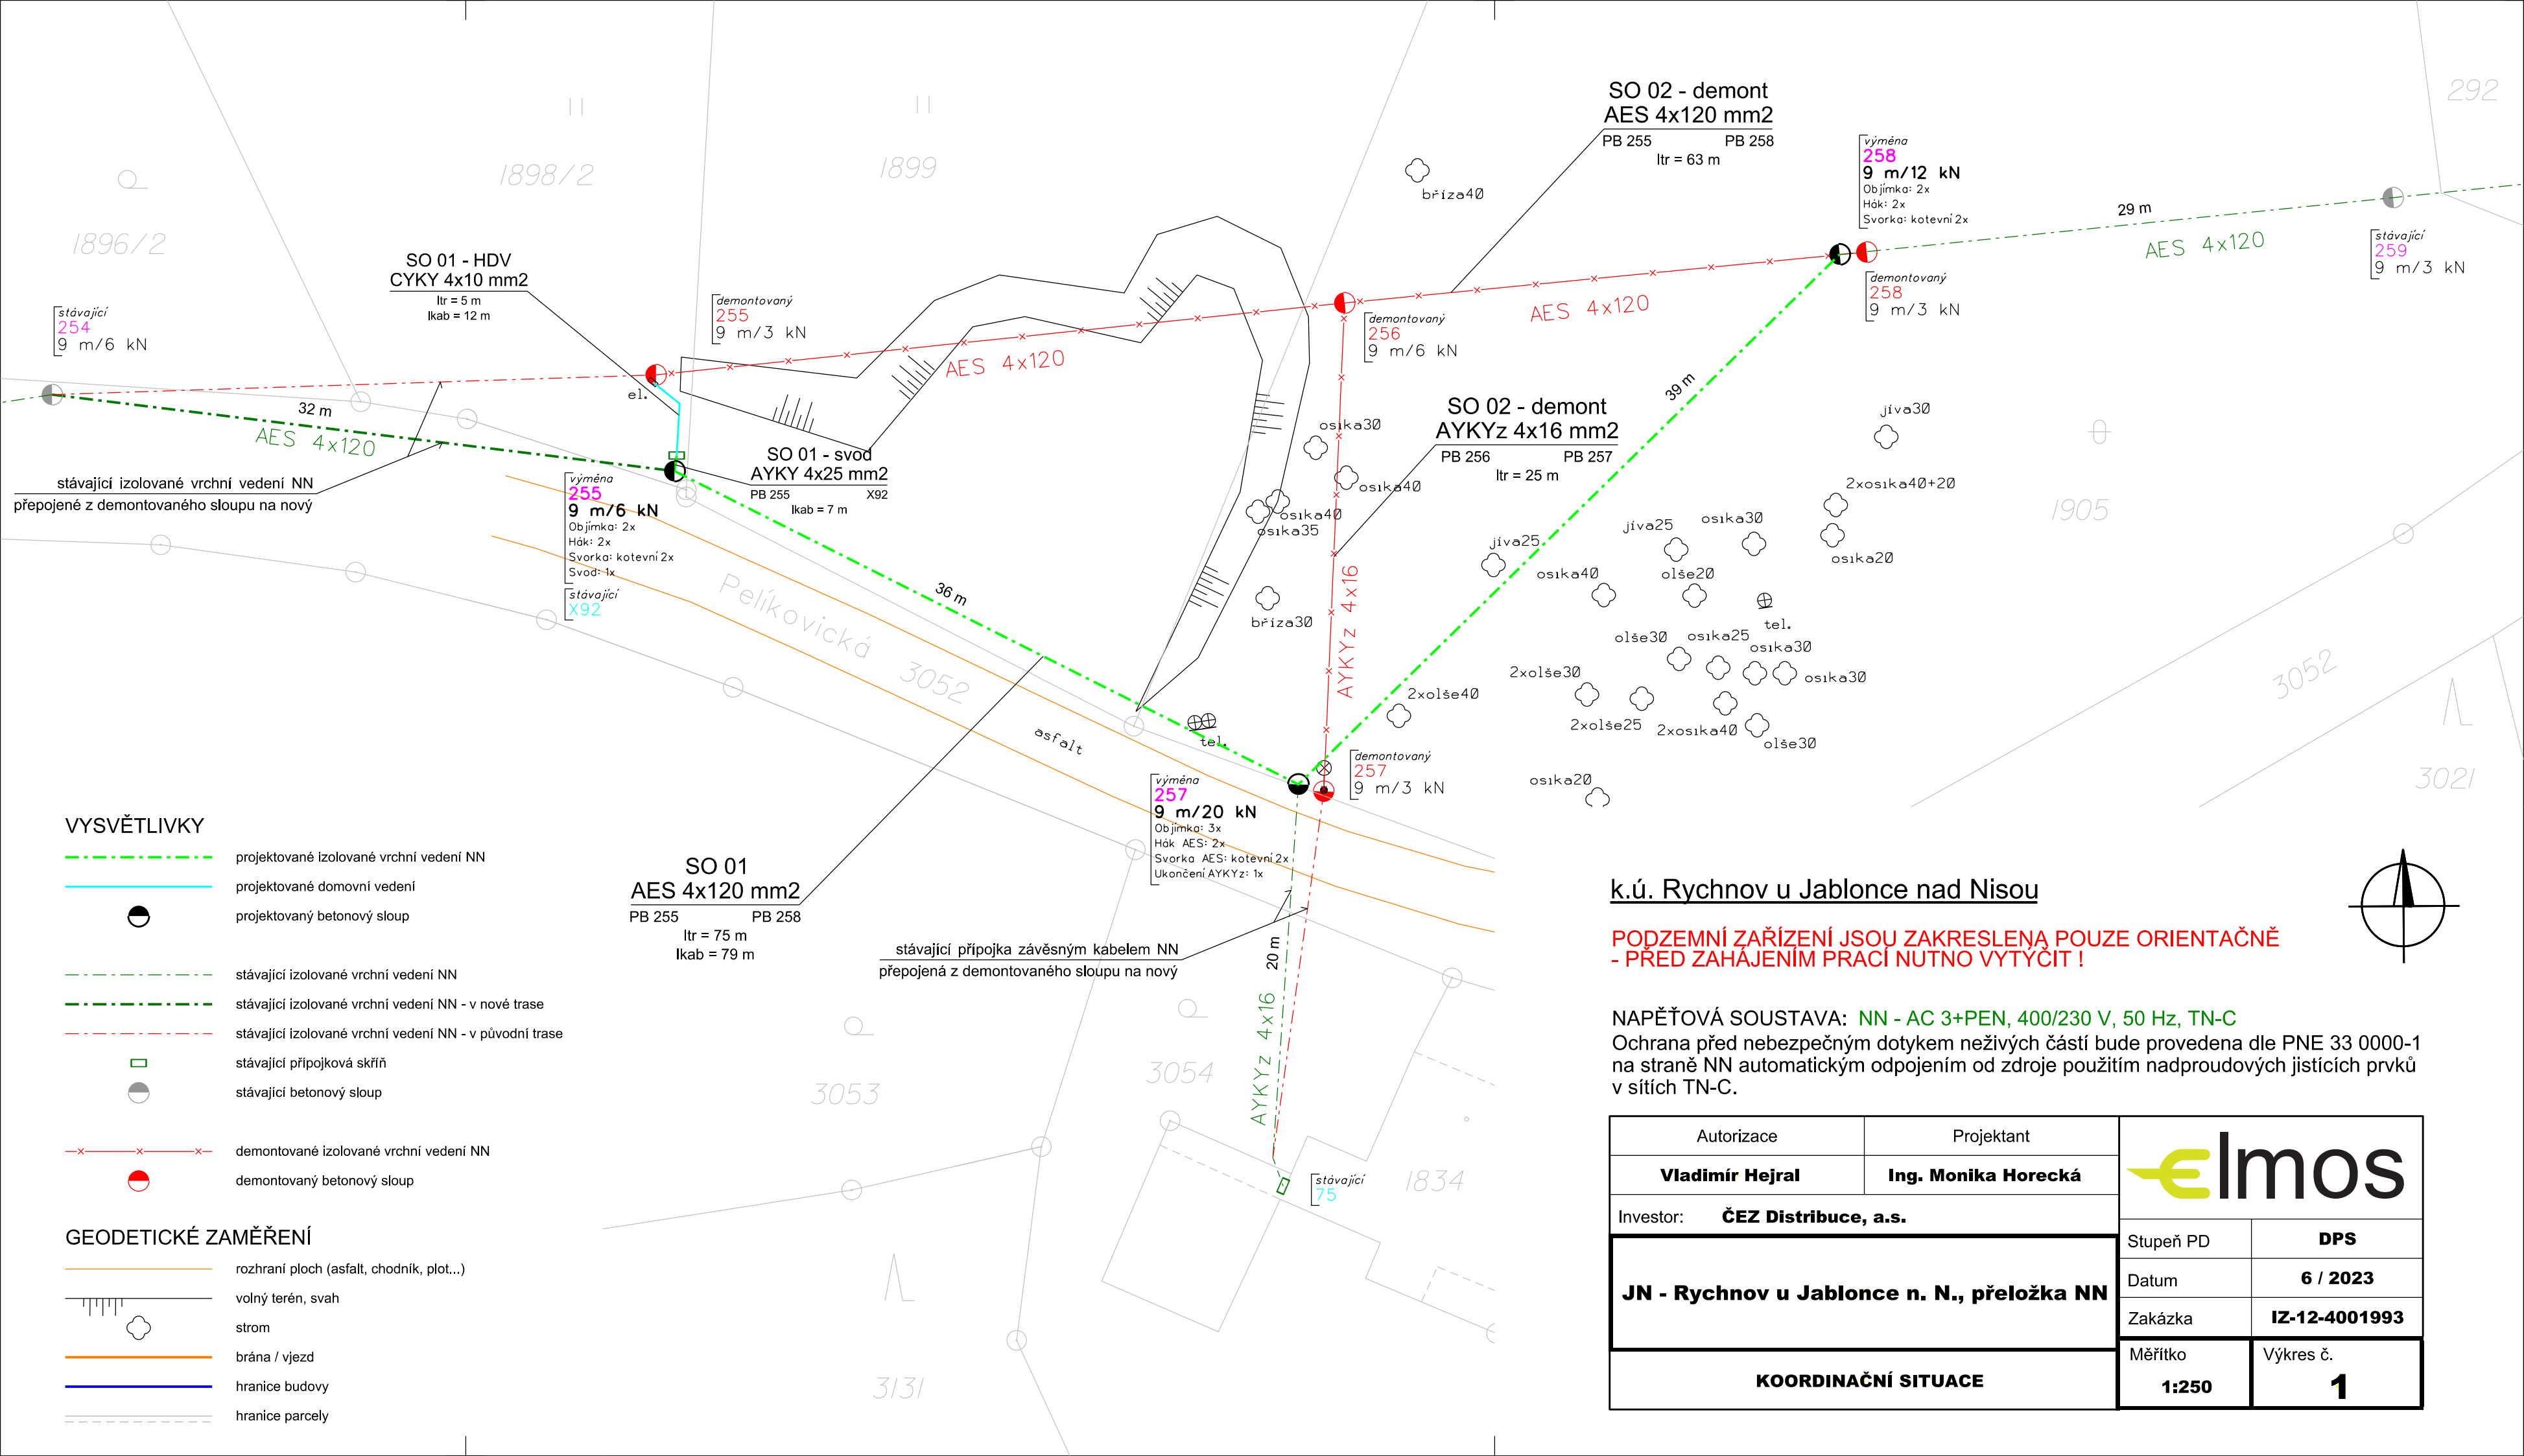 SO 02 - demont
AES 4x120 mm2
PB 255 PB 258
ltr = 63 m
292
1898/2
1899
1896/2
bříza40
výměna
258
9 m/12 kN
Objímka: 2x
Hák: 2x
Svorka: kotevní 2x
29 m
AES 4x120
stávající
259
9 m/3 kN
demontovaný
258
9 m/3 kN
SO 01 - HDV
CYKY 4x10 mm2
ltr = 5 m
lkab = 12 m
stávající
254
9 m/6 kN
demontovaný
255
9 m/3 kN
el.
AES 4x120
AES 4x120
demontovaný
256
9 m/6 kN
32 m
AES 4x120
39 m
SO 02 - demont
AYKYz 4x16 mm2
PB 256 PB 257
ltr = 25 m
SO 01 - svod
AYKY 4x25 mm2
PB 255 X92
lkab = 7 m
stávající izolované vrchní vedení NN
přepojené z demontovaného sloupu na nový
výměna
255
9 m/6 kN
Objímka: 2x
Hák: 2x
Svorka: kotevní 2x
Svod: 1x
stávající
X92
osika30
osika40
osika40
osika35
bříza30
jíva30
2xosika40+20
1905
jíva25
jíva25
osika30
osika20
osika40
olše20
tel.
olše30
osika25
osika30
2xolše30
osika30
2xolše40
2xolše25
2xosika40
olše30
osika20
Pelíkovická 3052
36 m
AYKYz 4x16
3052
3021
asfalt
tel.
demontovaný
257
9 m/3 kN
výměna
257
9 m/20 kN
Objímka: 3x
Hák AES: 2x
Svorka AES: kotevní 2x
Ukončení AYKYz: 1x
SO 01
AES 4x120 mm2
PB 255 PB 258
ltr = 75 m
lkab = 79 m
stávající přípojka závěsným kabelem NN
přepojená z demontovaného sloupu na nový
20 m
AYKYz 4x16
3053
3054
1834
3131
stávající
75
VYSVĚTLIVKY
projektované izolované vrchní vedení NN
projektované domovní vedení
projektovaný betonový sloup
stávající izolované vrchní vedení NN
stávající izolované vrchní vedení NN - v nové trase
stávající izolované vrchní vedení NN - v původní trase
stávající přípojková skříň
stávající betonový sloup
demontované izolované vrchní vedení NN
demontovaný betonový sloup
GEODETICKÉ ZAMĚŘENÍ
rozhraní ploch (asfalt, chodník, plot...)
volný terén, svah
strom
brána / vjezd
hranice budovy
hranice parcely
k.ú. Rychnov u Jablonce nad Nisou
PODZEMNÍ ZAŘÍZENÍ JSOU ZAKRESLENA POUZE ORIENTAČNĚ
- PŘED ZAHÁJENÍM PRACÍ NUTNO VYTÝČIT !
NAPĚŤOVÁ SOUSTAVA: NN - AC 3+PEN, 400/230 V, 50 Hz, TN-C
Ochrana před nebezpečným dotykem neživých částí bude provedena dle PNE 33 0000-1
na straně NN automatickým odpojením od zdroje použitím nadproudových jistících prvků
v sítích TN-C.
Autorizace Projektant
Vladimír Hejral Ing. Monika Horecká
elmos
Investor: ČEZ Distribuce, a.s.
Stupeň PD DPS
JN - Rychnov u Jablonce n. N., přeložka NN
Datum 6 / 2023
Zakázka IZ-12-4001993
Měřítko Výkres č.
1:250 1
KOORDINAČNÍ SITUACE